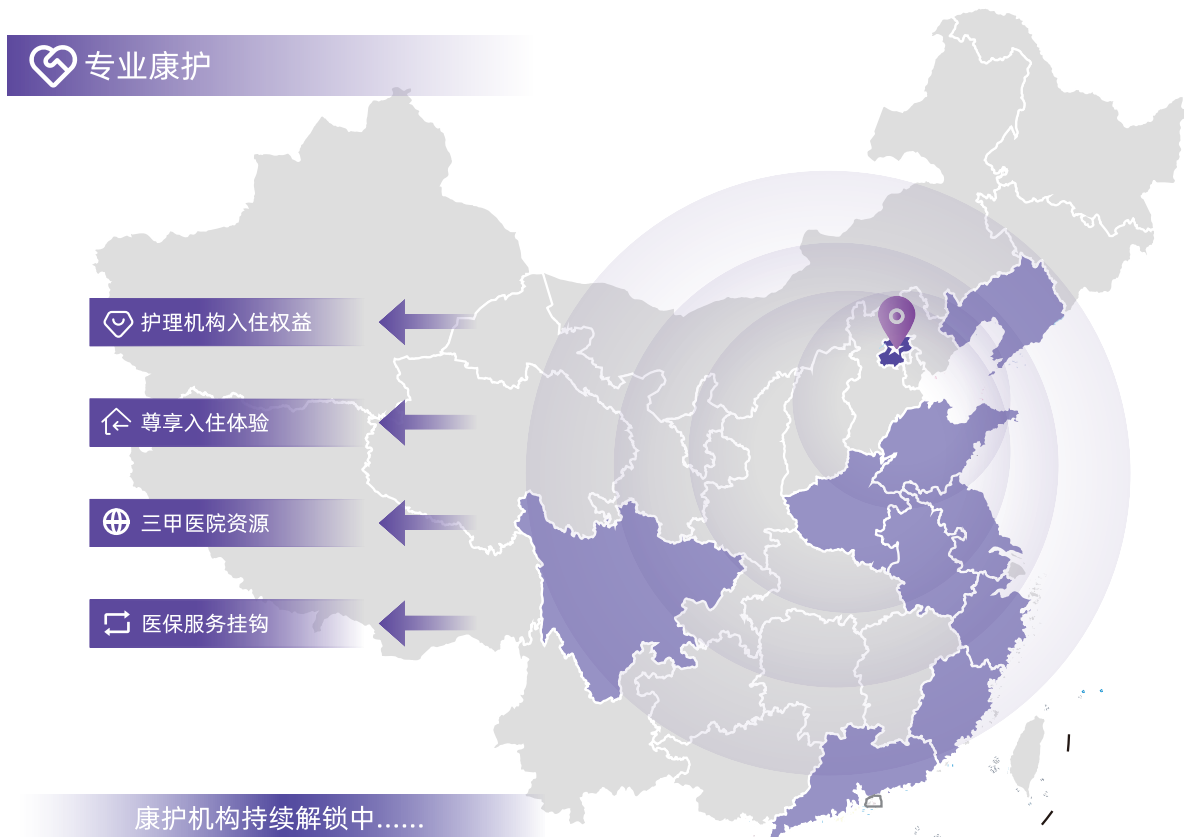 专业康护
护理机构入住权益
尊享入住体验
三甲医院资源
医保服务挂钩
康护机构持续解锁中......